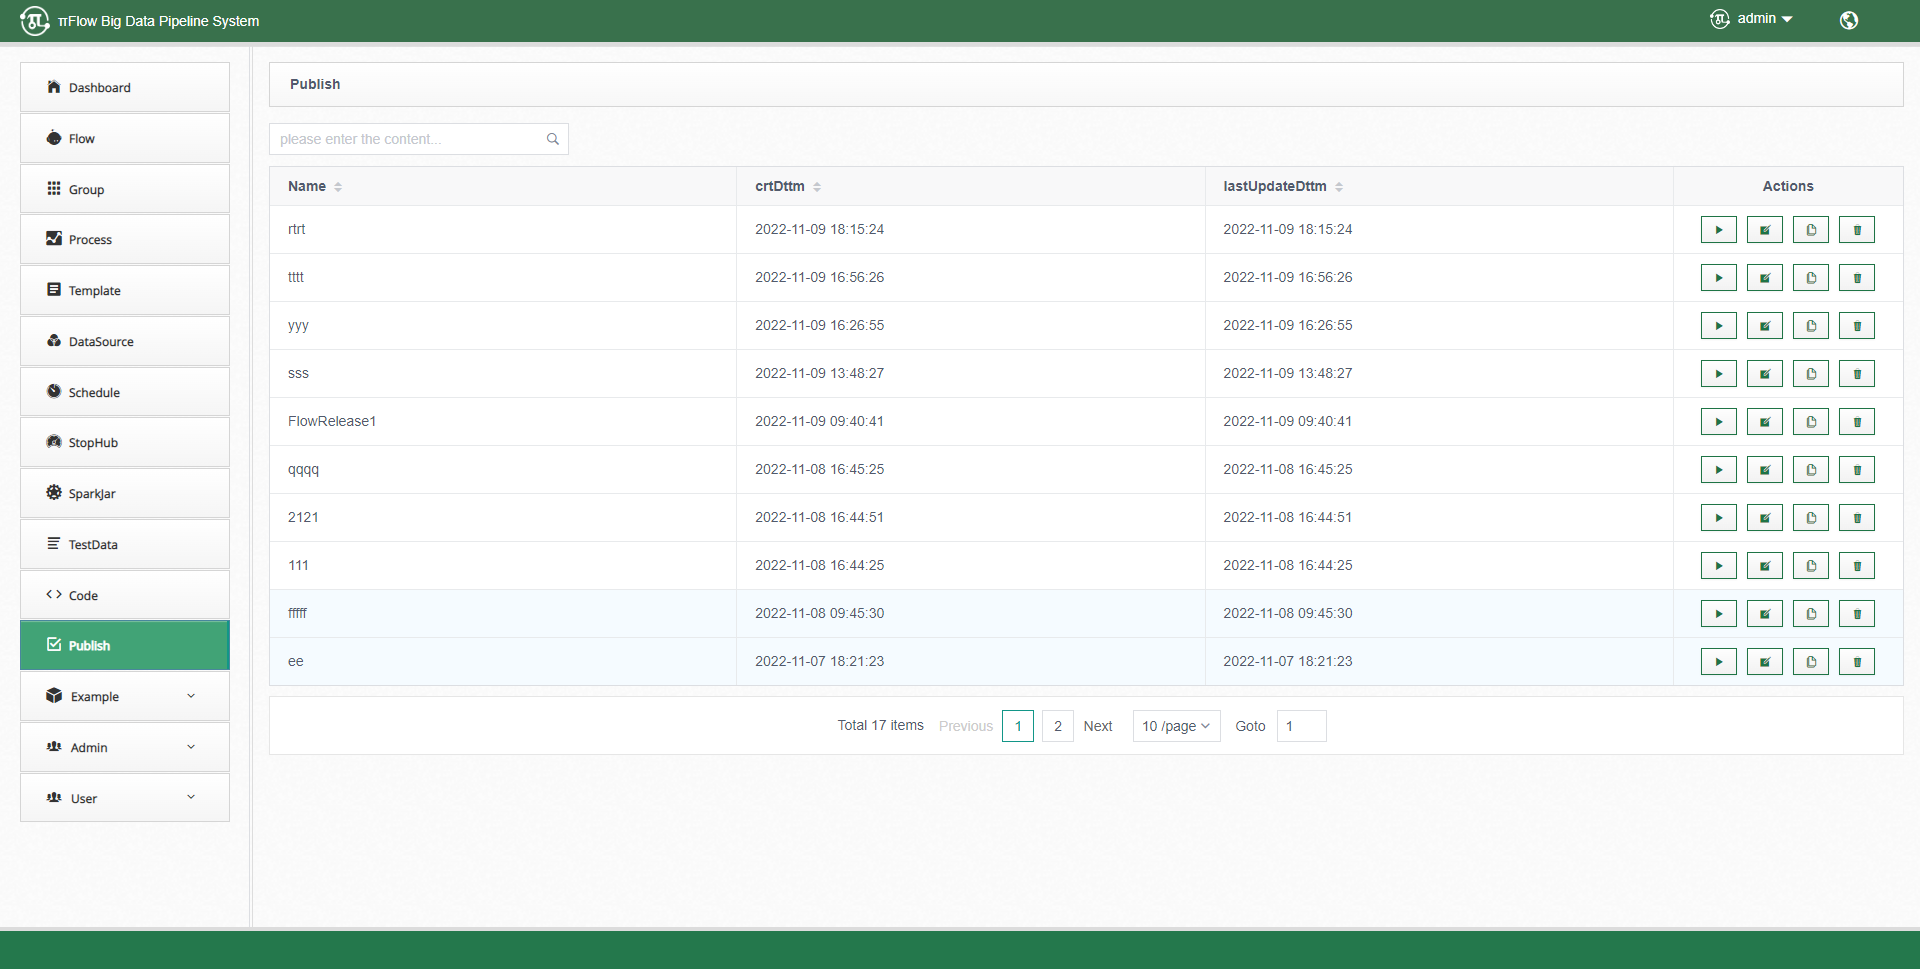 πFlow Big Data Pipeline System
admin
Dashboard
Flow
Group
Process
Template
DataSource
Schedule
StopHub
SparkJar
TestData
Code
Publish
Example
Admin
User
Publish
please enter the content...
Name crtDttm lastUpdateDttm Actions
rtrt 2022-11-09 18:15:24 2022-11-09 18:15:24
tttt 2022-11-09 16:56:26 2022-11-09 16:56:26
yyy 2022-11-09 16:26:55 2022-11-09 16:26:55
sss 2022-11-09 13:48:27 2022-11-09 13:48:27
FlowRelease1 2022-11-09 09:40:41 2022-11-09 09:40:41
qqqq 2022-11-08 16:45:25 2022-11-08 16:45:25
2121 2022-11-08 16:44:51 2022-11-08 16:44:51
111 2022-11-08 16:44:25 2022-11-08 16:44:25
fffff 2022-11-08 09:45:30 2022-11-08 09:45:30
ee 2022-11-07 18:21:23 2022-11-07 18:21:23
Total 17 items Previous 1 2 Next 10 /page Goto 1